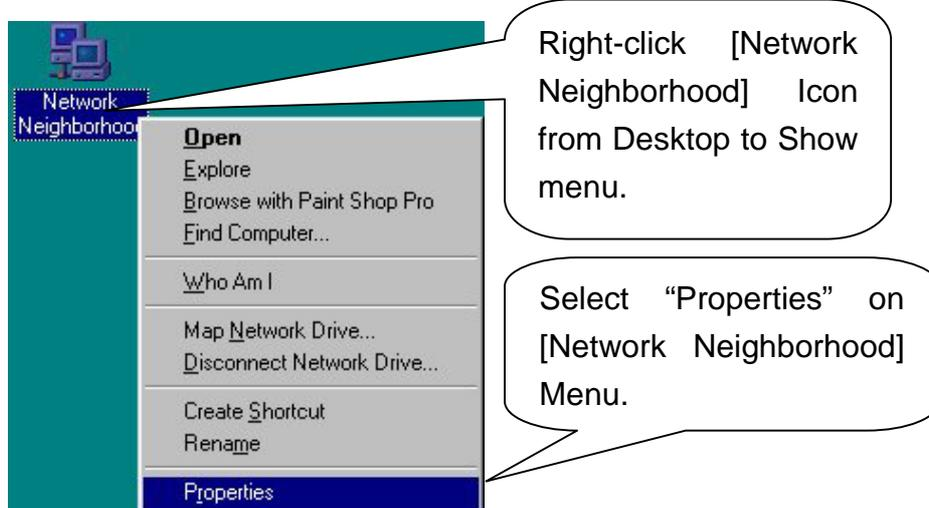 Network
Neighborhood
Open
Explore
Browse with Paint Shop Pro
Find Computer...
Who Am I
Map Network Drive...
Disconnect Network Drive...
Create Shortcut
Rename
Properties
Right-click [Network
Neighborhood] Icon
from Desktop to Show
menu.
Select “Properties” on
[Network Neighborhood]
Menu.